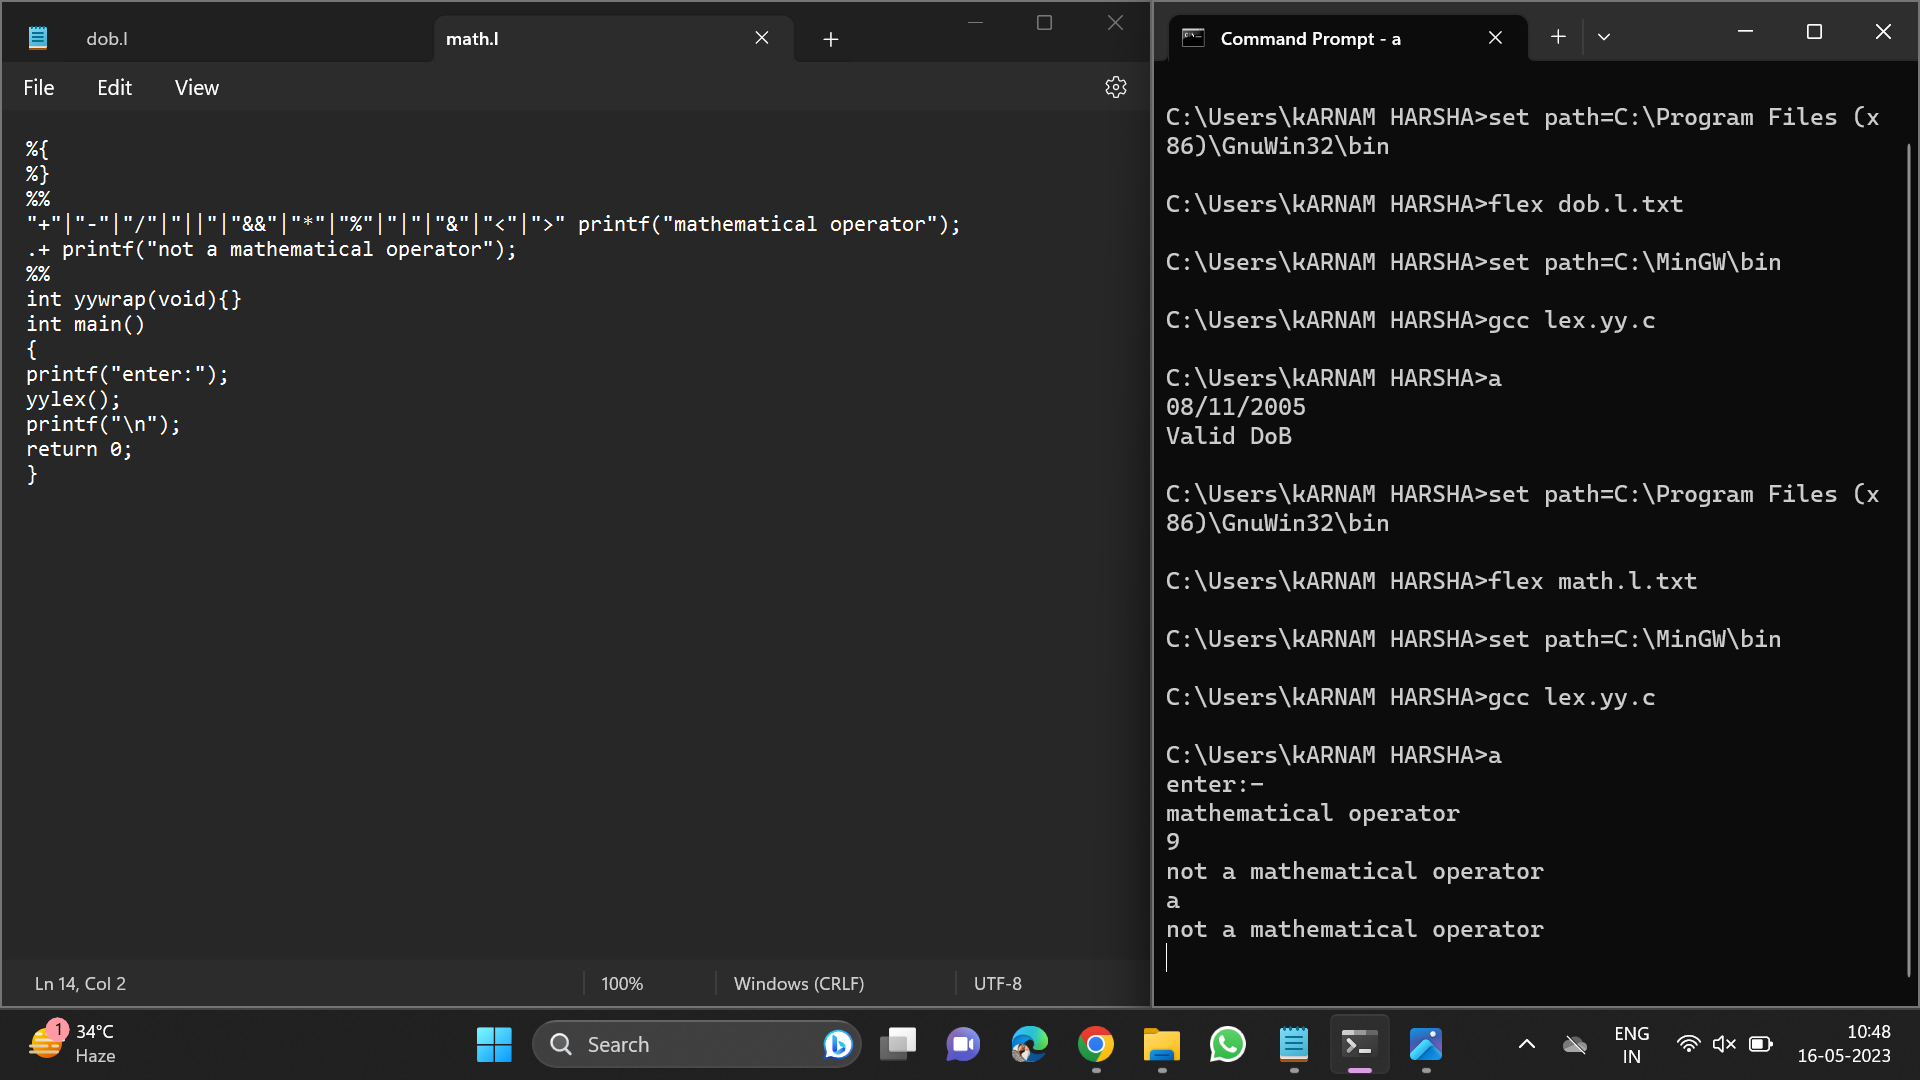 dob.l
math.l
File
Edit
View
%{
%}
%%
"+"|"-"|"/"|"||"|"&&"|"*"|"%"|"|"|"&"|"<"|">" printf("mathematical operator");
.+ printf("not a mathematical operator");
%%
int yywrap(void){}
int main()
{
printf("enter:");
yylex();
printf("\n");
return 0;
}
Ln 14, Col 2
100%
Windows (CRLF)
UTF-8
Command Prompt - a
C:\Users\kARNAM HARSHA>set path=C:\Program Files (x
86)\GnuWin32\bin
C:\Users\kARNAM HARSHA>flex dob.l.txt
C:\Users\kARNAM HARSHA>set path=C:\MinGW\bin
C:\Users\kARNAM HARSHA>gcc lex.yy.c
C:\Users\kARNAM HARSHA>a
08/11/2005
Valid DoB
C:\Users\kARNAM HARSHA>set path=C:\Program Files (x
86)\GnuWin32\bin
C:\Users\kARNAM HARSHA>flex math.l.txt
C:\Users\kARNAM HARSHA>set path=C:\MinGW\bin
C:\Users\kARNAM HARSHA>gcc lex.yy.c
C:\Users\kARNAM HARSHA>a
enter:-
mathematical operator
9
not a mathematical operator
a
not a mathematical operator
1
34°C
Haze
Search
ENG
IN
10:48
16-05-2023